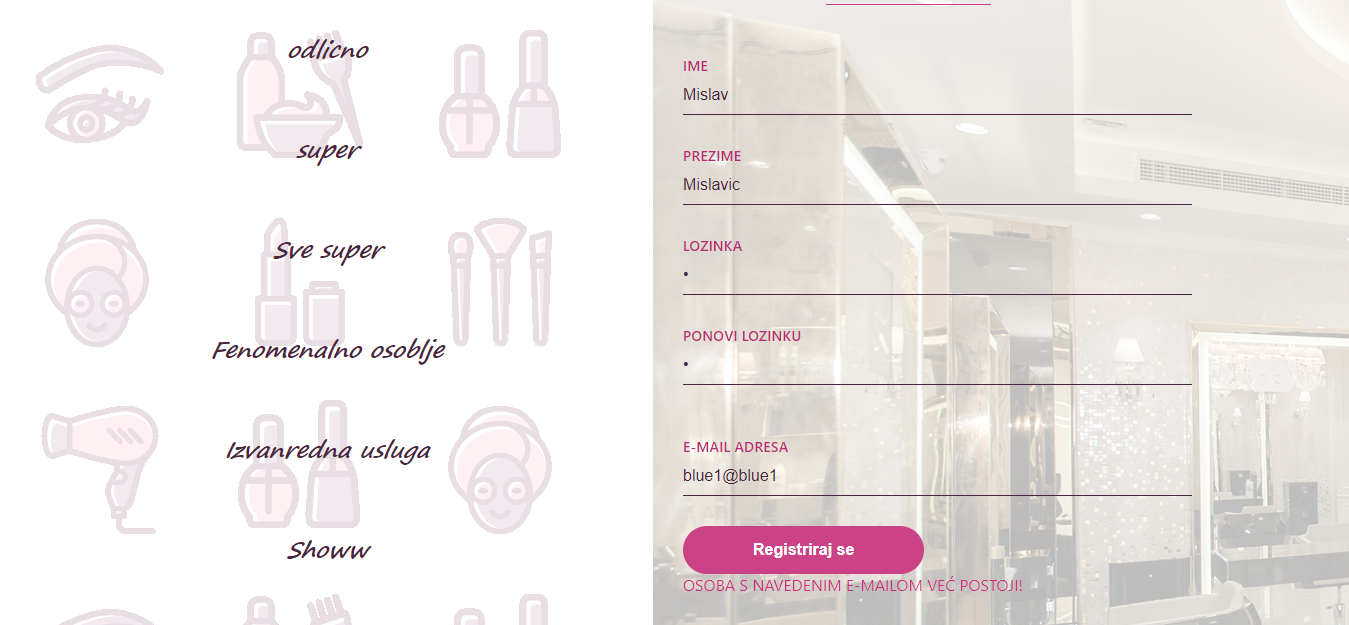 odlicno
super
Sve super
Fenomenalno osoblje
Izvanredna usluga
Showw
IME
Mislav
PREZIME
Mislavic
LOZINKA
•
PONOVI LOZINKU
•
E-MAIL ADRESA
blue1@blue1
Registriraj se
OSOBA S NAVEDENIM E-MAILOM VEĆ POSTOJI!